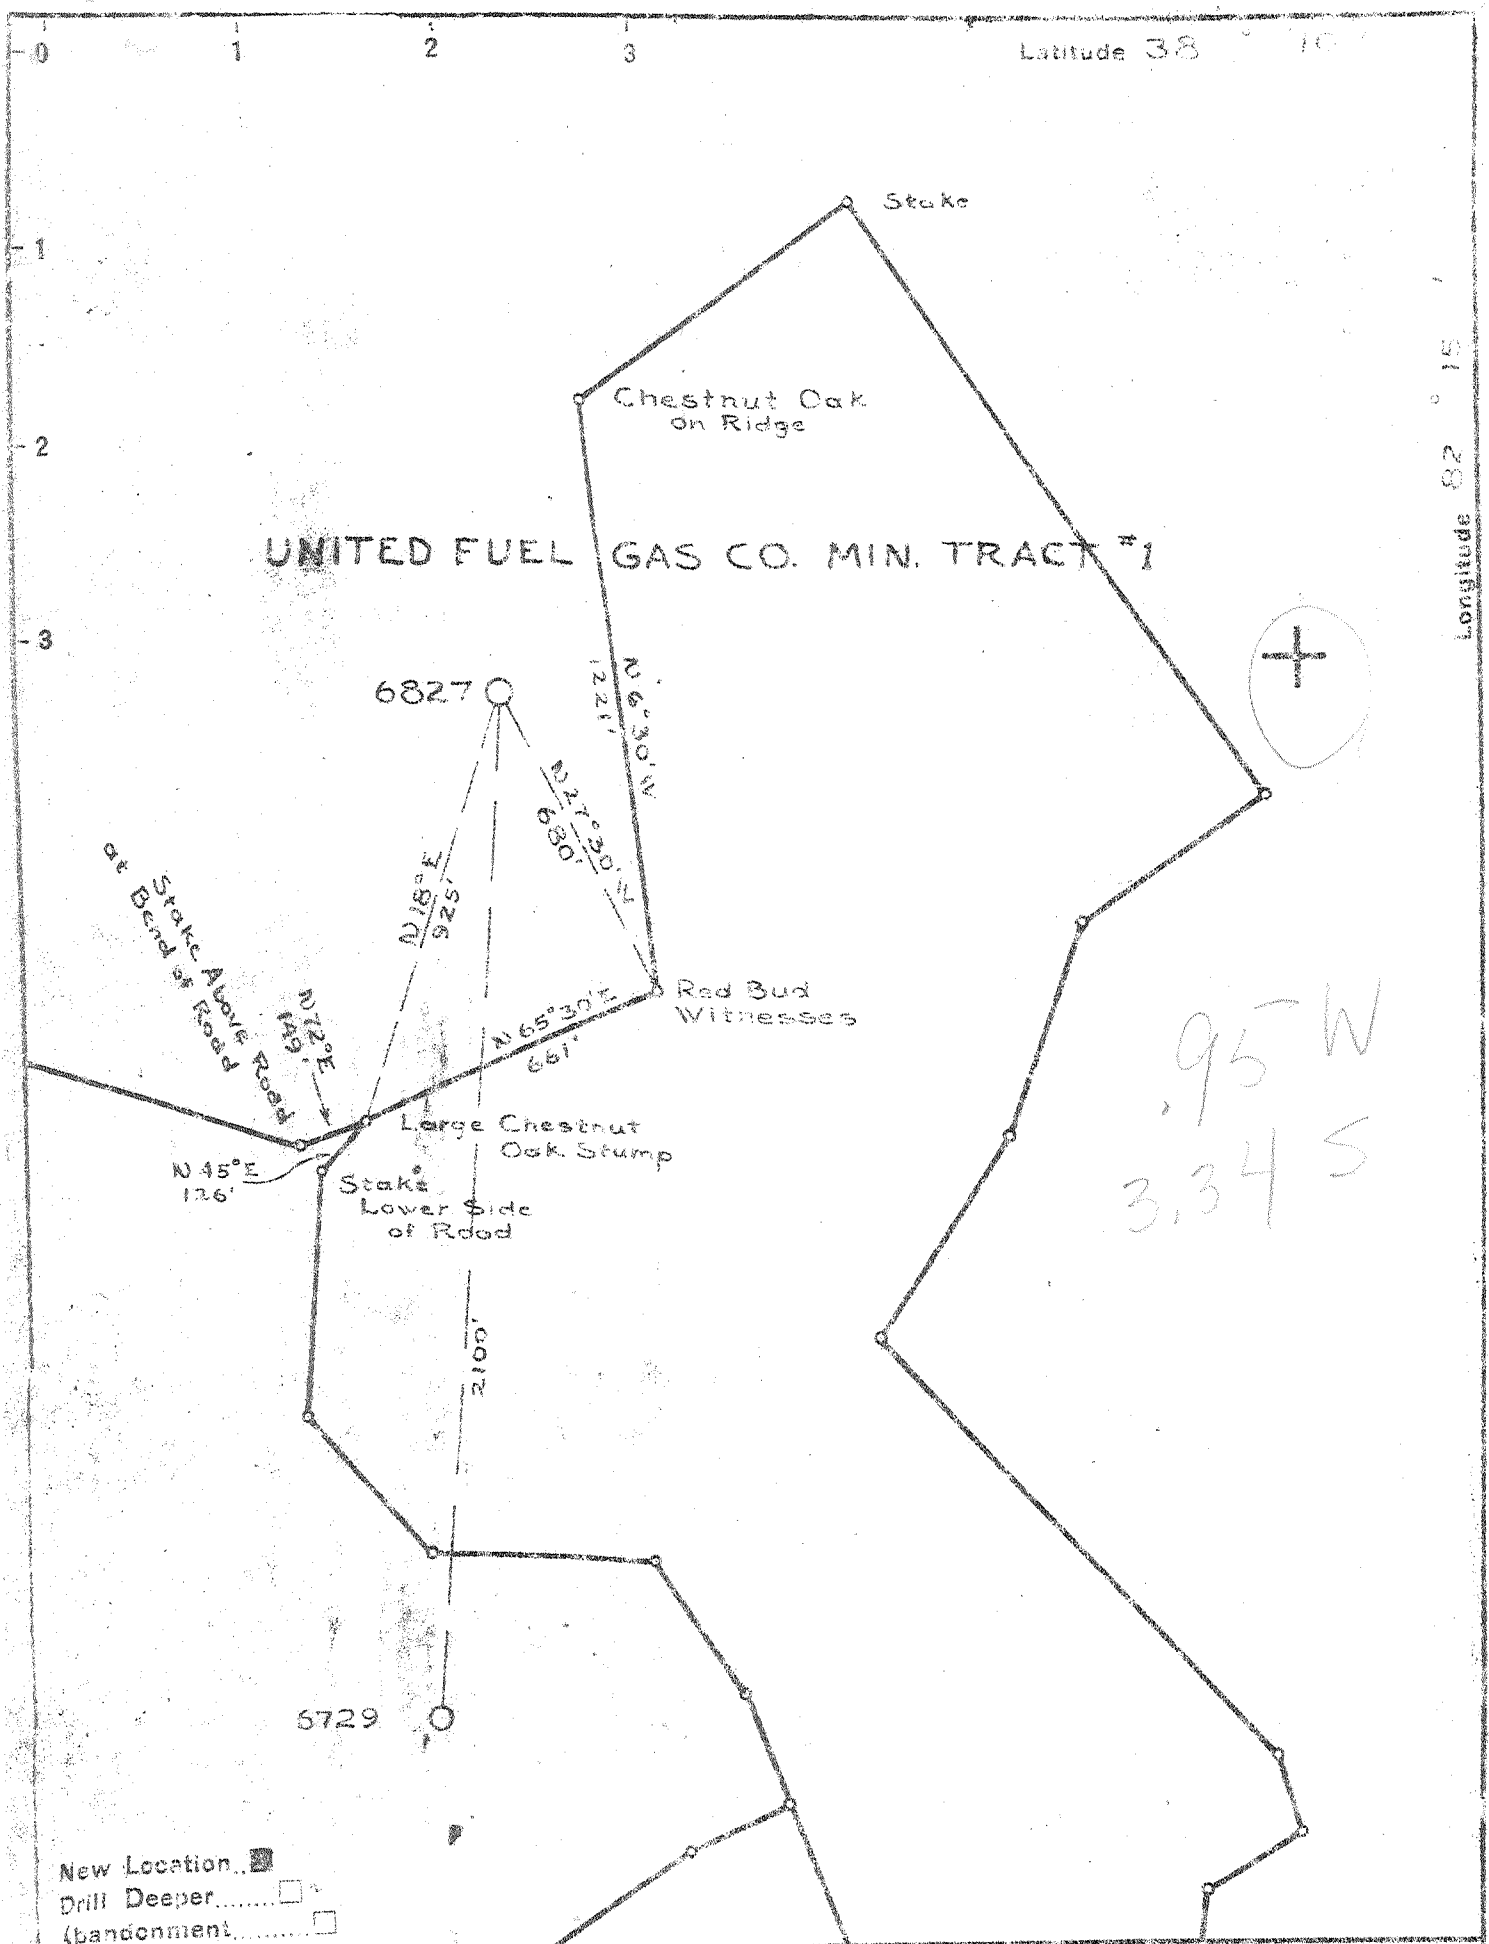 0 1 2 3
Latitude 38 ° 10
1
Stake
Longitude 82 ° 15 '
Chestnut Oak
on Ridge
2
UNITED FUEL GAS CO. MIN. TRACT #1
3
6827
N 6°30' W
1221'
N 27°30' W
680'
N 18° E
925'
Stake Above Road
at Bend of Road
N 72° E
149'
N 65°30' E
661'
Red Bud
Witnesses
.95 W
3.34 S
Large Chestnut
Oak Stump
N 45° E
126'
Stake
Lower Side
of Road
2100'
6729
New Location..
Drill Deeper........
(bandonment..........